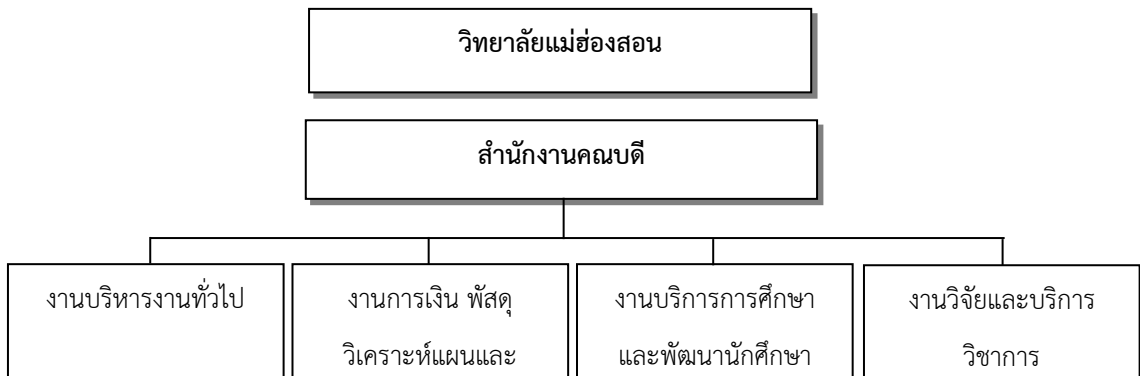 วิทยาลัยแม่ฮ่องสอน
สำนักงานคณบดี
งานบริหารงานทั่วไป
งานการเงิน พัสดุ
วิเคราะห์แผนและ
งานบริการการศึกษา
และพัฒนานักศึกษา
งานวิจัยและบริการ
วิชาการ